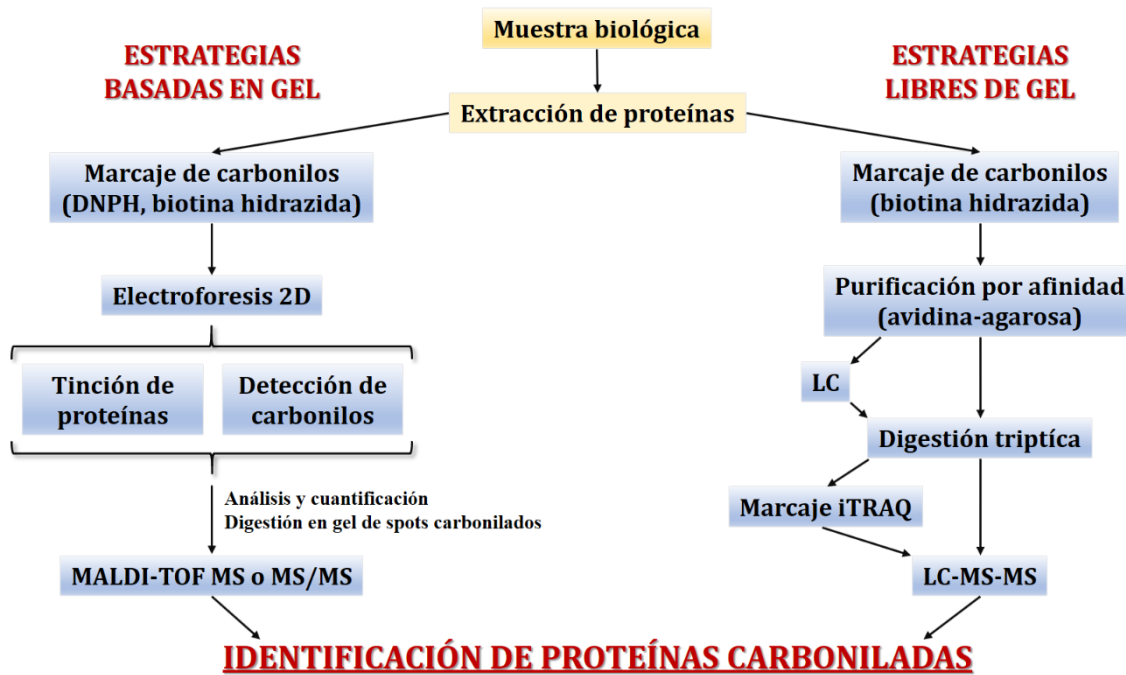 Muestra biológica
ESTRATEGIAS
BASADAS EN GEL
ESTRATEGIAS
LIBRES DE GEL
Extracción de proteínas
Marcaje de carbonilos
(DNPH, biotina hidrazida)
Marcaje de carbonilos
(biotina hidrazida)
Electroforesis 2D
Purificación por afinidad
(avidina-agarosa)
Tinción de
proteínas
Detección de
carbonilos
LC
Digestión triptíca
Análisis y cuantificación
Digestión en gel de spots carbonilados
Marcaje iTRAQ
MALDI-TOF MS o MS/MS
LC-MS-MS
IDENTIFICACIÓN DE PROTEÍNAS CARBONILADAS